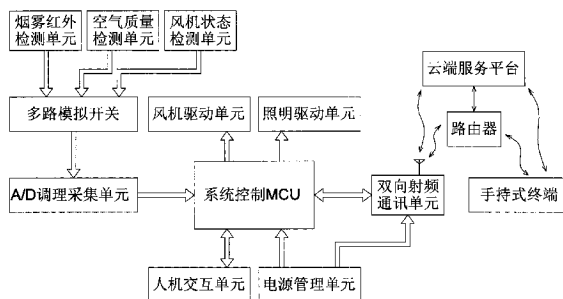 烟雾红外
检测单元
空气质量
检测单元
风机状态
检测单元
云端服务平台
多路模拟开关
风机驱动单元
照明驱动单元
路由器
A/D调理采集单元
系统控制MCU
双向射频
通讯单元
手持式终端
人机交互单元
电源管理单元